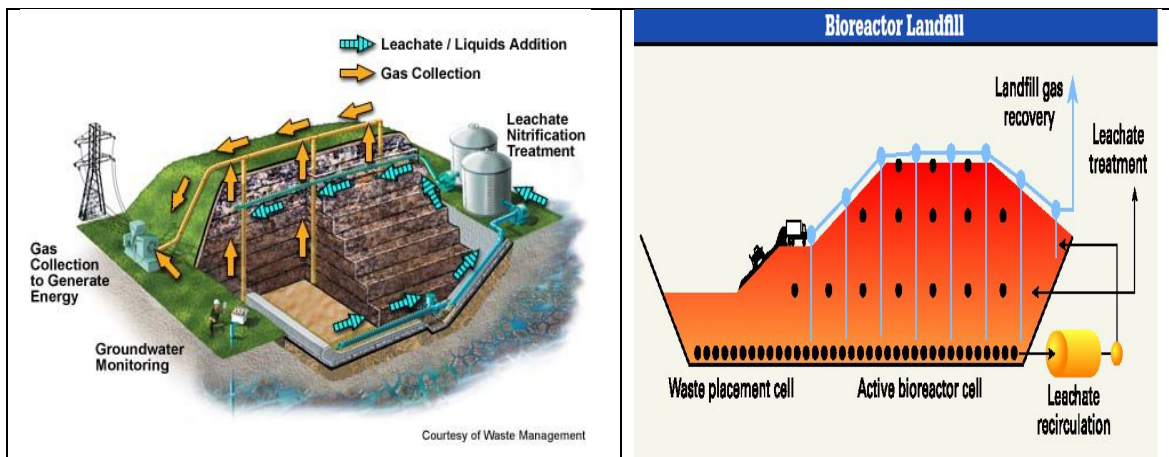 Leachate / Liquids Addition
Gas Collection
Leachate
Nitrification
Treatment
Gas
Collection
to Generate
Energy
Groundwater
Monitoring
Courtesy of Waste Management
Bioreactor Landfill
Landfill gas
recovery
Leachate
treatment
Waste placement cell
Active bioreactor cell
Leachate
recirculation